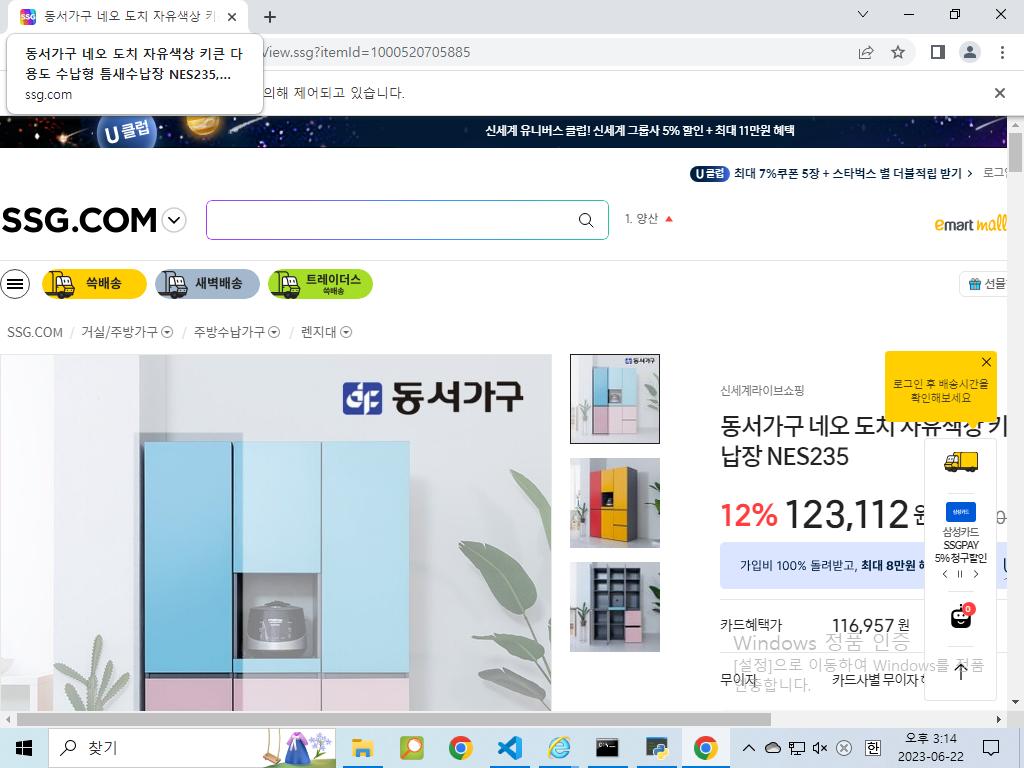 동서가구 네오 도치 자유색상 키
동서가구 네오 도치 자유색상 키큰 다
용도 수납형 틈새수납장 NES235,...
ssg.com
View.ssg?itemId=1000520705885
의해 제어되고 있습니다.
U클럽
신세계 유니버스 클럽! 신세계 그룹사 5% 할인 + 최대 11만원 혜택
U클럽 최대 7%쿠폰 5장 + 스타벅스 별 더블적립 받기
SSG.COM
1. 양산
emart mall
쓱배송
새벽배송
트레이더스
쓱배송
선물
SSG.COM / 거실/주방가구 / 주방수납가구 / 렌지대
동서가구
동서가구
신세계라이브쇼핑
로그인 후 배송시간을
확인해보세요
동서가구 네오 도치 자유색상 키
납장 NES235
12% 123,112 원
가입비 100% 돌려받고, 최대 8만원
삼성카드
삼성카드
SSGPAY
5% 청구할인
0
카드혜택가 116,957 원
무이자 카드사별 무이자
Windows 정품 인증
[설정]으로 이동하여 Windows를 정품
인증합니다.
찾기
한
오후 3:14
2023-06-22